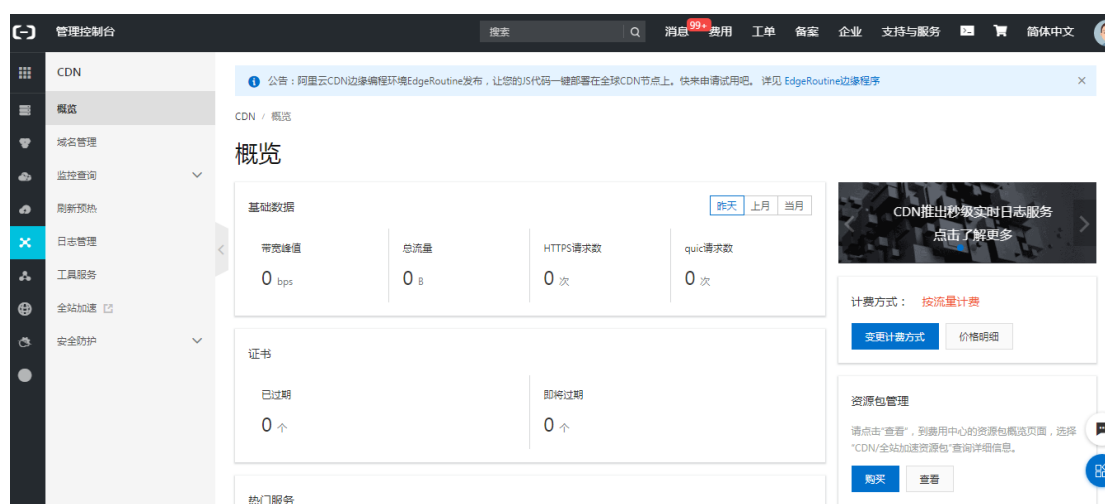 管理控制台
搜索
消息 99+ 费用 工单 备案 企业 支持与服务 简体中文
CDN
概览
域名管理
监控查询
刷新预热
日志管理
工具服务
全站加速
安全防护
公告：阿里云CDN边缘编程环境EdgeRoutine发布，让您的JS代码一键部署在全球CDN节点上。快来申请试用吧。 详见 EdgeRoutine边缘程序
CDN / 概览
概览
基础数据
昨天 上月 当月
带宽峰值 总流量 HTTPS请求数 quic请求数
0 bps 0 B 0 次 0 次
证书
已过期 即将过期
0 个 0 个
热门服务
CDN推出秒级实时日志服务
点击了解更多
计费方式： 按流量计费
变更计费方式 价格明细
资源包管理
请点击“查看”，到费用中心的资源包概览页面，选择
“CDN/全站加速资源包”查询详细信息。
购买 查看